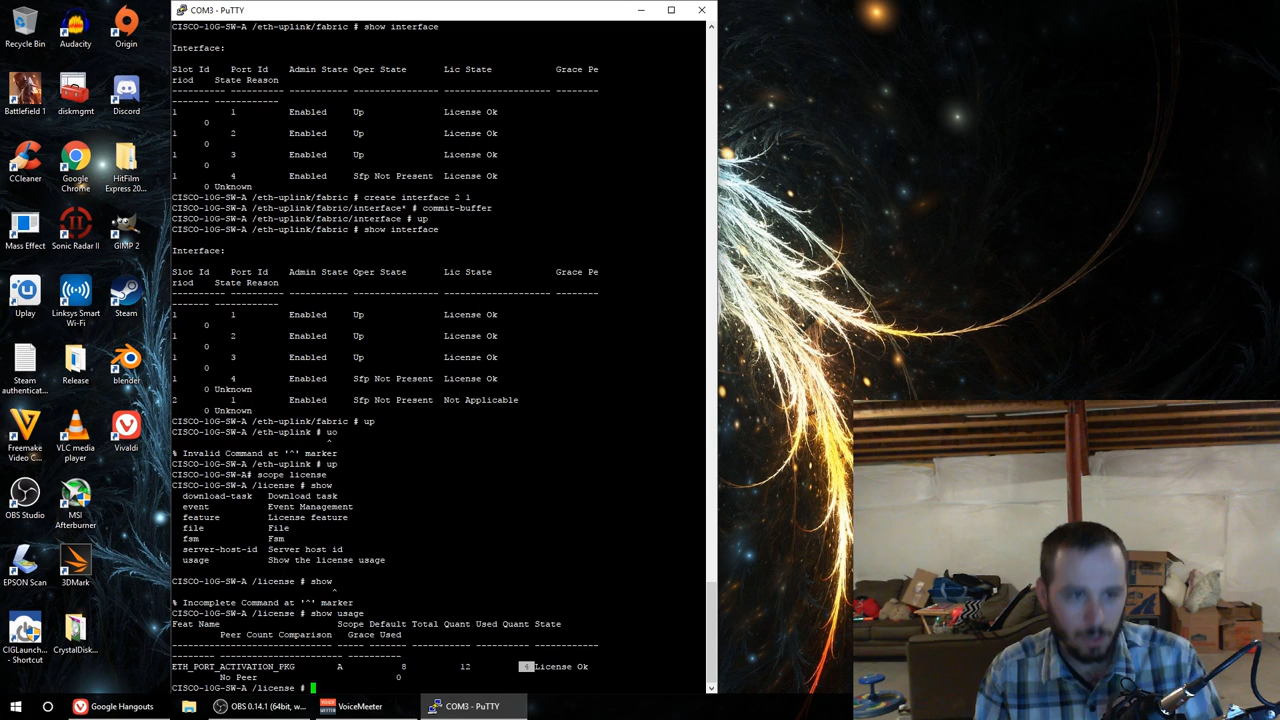 COM3 - PuTTY
CISCO-10G-SW-A /eth-uplink/fabric # show interface
Interface:
Slot Id    Port Id    Admin State Oper State    Lic State    Grace Pe
riod    State Reason
---------- ---------- ----------- ---------------- -------------------- --------
------- ------------
1    1    Enabled    Up    License Ok
0
1    2    Enabled    Up    License Ok
0
1    3    Enabled    Up    License Ok
0
1    4    Enabled    Sfp Not Present    License Ok
0 Unknown
CISCO-10G-SW-A /eth-uplink/fabric # create interface 2 1
CISCO-10G-SW-A /eth-uplink/fabric/interface* # commit-buffer
CISCO-10G-SW-A /eth-uplink/fabric/interface # up
CISCO-10G-SW-A /eth-uplink/fabric # show interface
Interface:
Slot Id    Port Id    Admin State Oper State    Lic State    Grace Pe
riod    State Reason
---------- ---------- ----------- ---------------- -------------------- --------
------- ------------
1    1    Enabled    Up    License Ok
0
1    2    Enabled    Up    License Ok
0
1    3    Enabled    Up    License Ok
0
1    4    Enabled    Sfp Not Present    License Ok
0 Unknown
2    1    Enabled    Sfp Not Present    Not Applicable
0 Unknown
CISCO-10G-SW-A /eth-uplink/fabric # up
CISCO-10G-SW-A /eth-uplink # uo
^
% Invalid Command at '^' marker
CISCO-10G-SW-A /eth-uplink # up
CISCO-10G-SW-A# scope license
CISCO-10G-SW-A /license # show
download-task    Download task
event    Event Management
feature    License feature
file    File
fsm    Fsm
server-host-id    Server host id
usage    Show the license usage
CISCO-10G-SW-A /license # show
^
% Incomplete Command at '^' marker
CISCO-10G-SW-A /license # show usage
Feat Name    Scope Default Total Quant Used Quant State
Peer Count Comparison    Grace Used
------------------------------ ----- ------- ----------- ---------- ------------
----------------------- ----------
ETH_PORT_ACTIVATION_PKG    A    8    12    4 License Ok
No Peer    0
CISCO-10G-SW-A /license #
Recycle Bin
Audacity
Origin
Battlefield 1
diskmgmt
Discord
CCleaner
Google Chrome
HitFilm Express 20...
Mass Effect
Sonic Radar II
GIMP 2
Uplay
Linksys Smart Wi-Fi
Steam
Steam authenticat...
Release
blender
Freemake Video C...
VLC media player
Vivaldi
OBS Studio
MSI Afterburner
EPSON Scan
3DMark
CIGLaunch... - Shortcut
CrystalDisk...
Google Hangouts
OBS 0.14.1 (64bit, w...
VoiceMeeter
COM3 - PuTTY